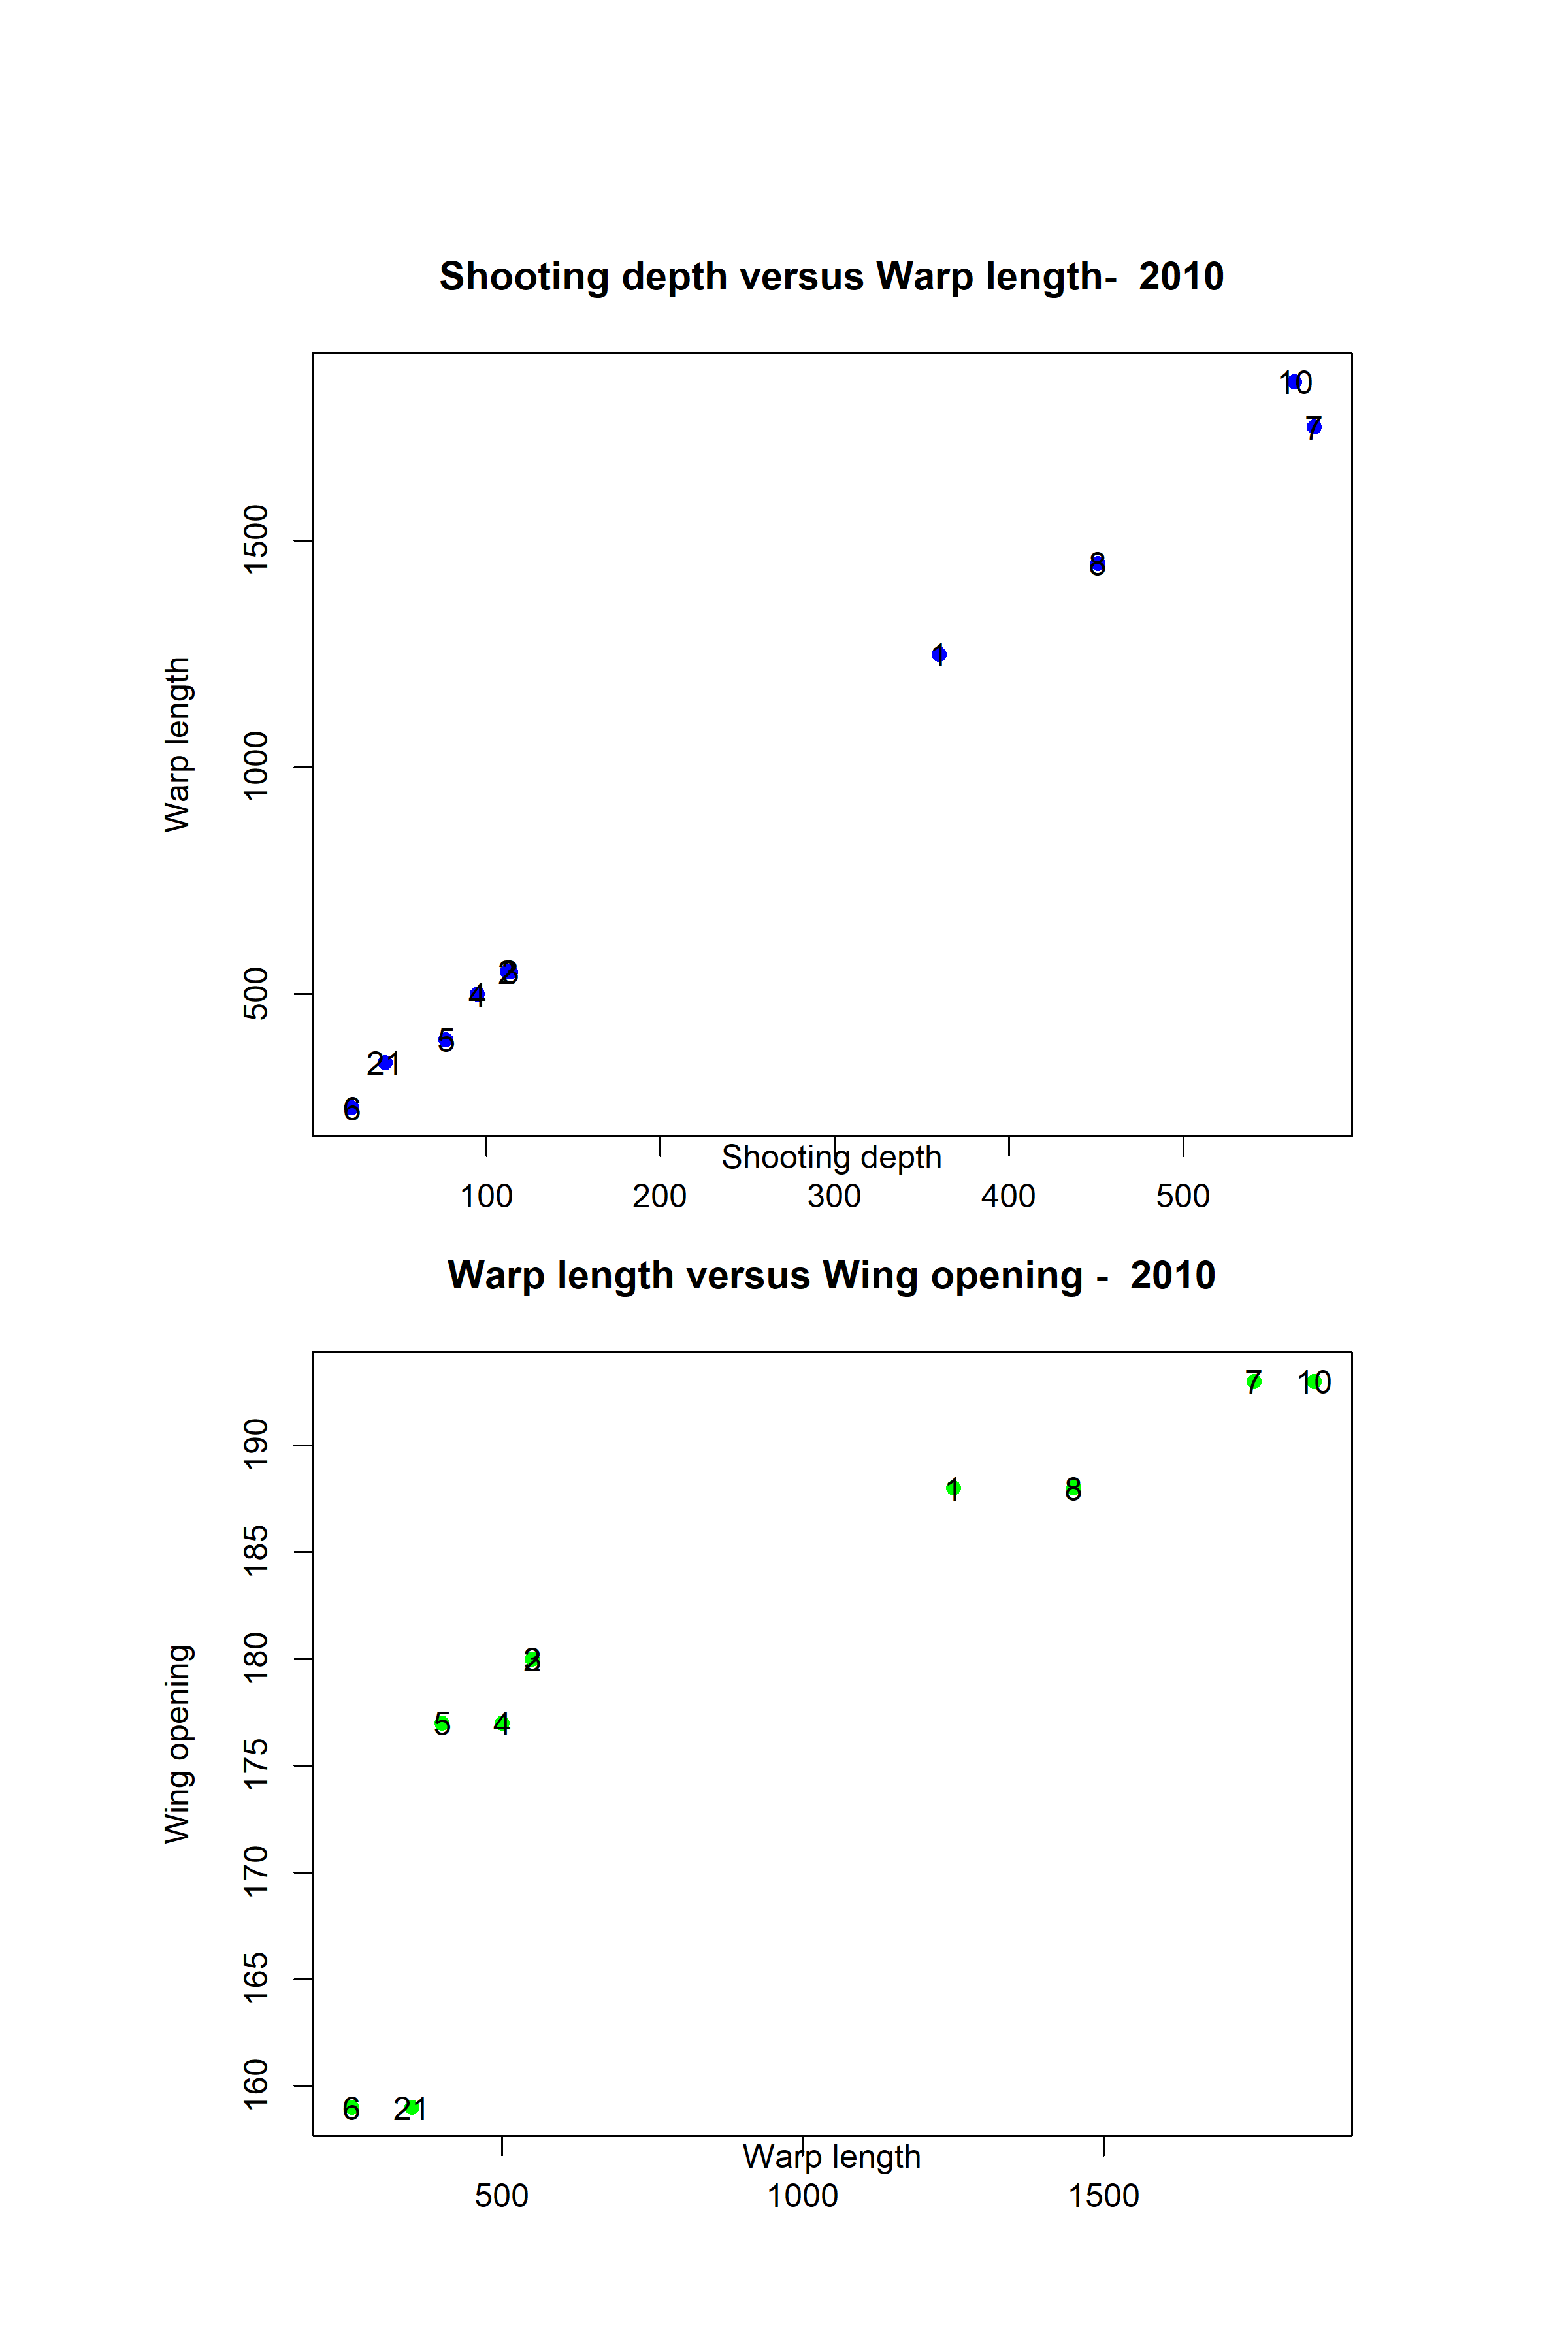 Shooting depth versus Warp length-  2010
10
7
1500
8
1
Warp length
1000
500
4
5
21
6
Shooting depth
100 200 300 400 500
Warp length versus Wing opening -  2010
7 10
190
1 8
185
180
5 4
175
Wing opening
170
165
160
6 21
Warp length
500 1000 1500